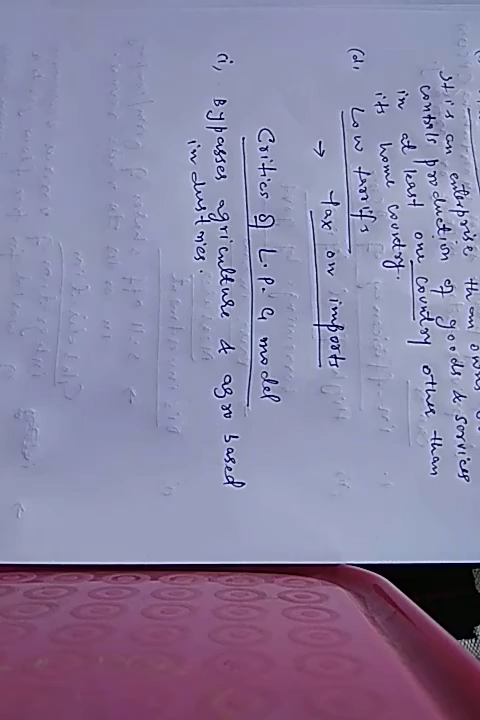 It is an enterprise than owns or
controls production of goods & services
in at least one country other than
its home country.
(d, Low tariffs
→ tax on imports
Critics of L.P.G model
(i, Bypasses agriculture & agro based
industries.